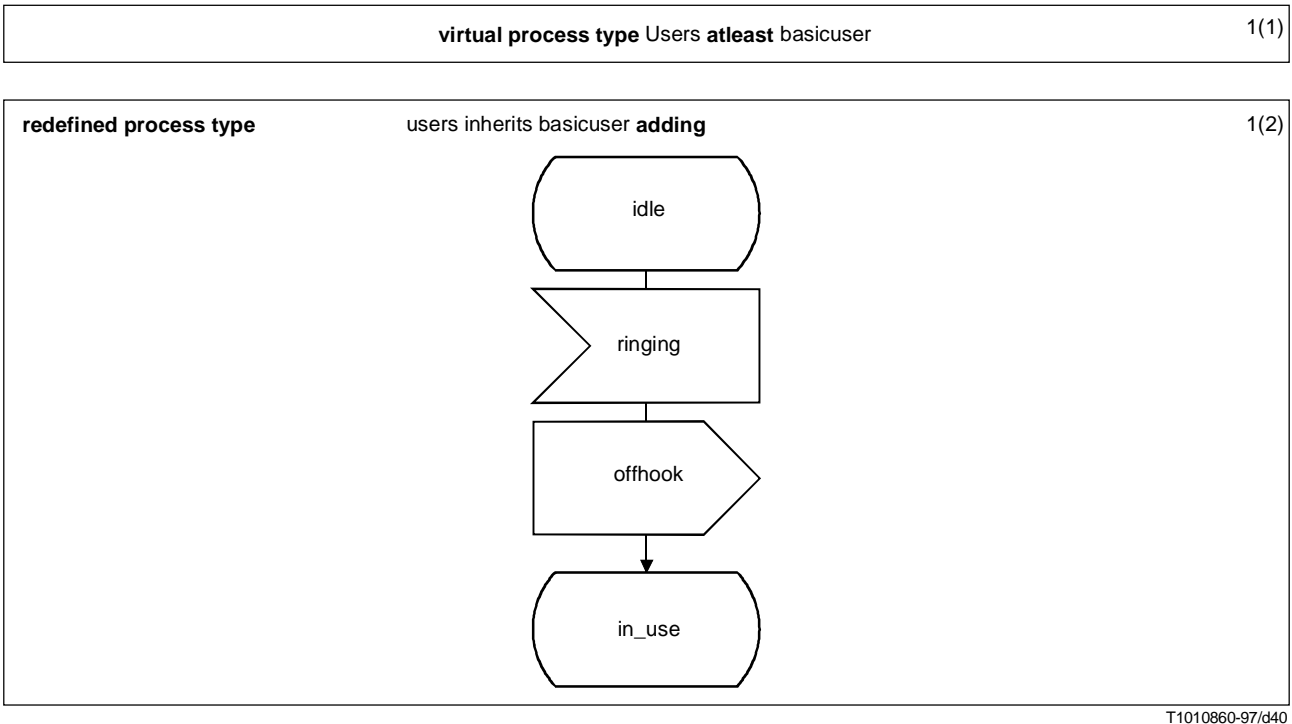 virtual process type Users atleast basicuser 1(1)
redefined process type users inherits basicuser adding 1(2)
idle
ringing
offhook
in_use
T1010860-97/d40